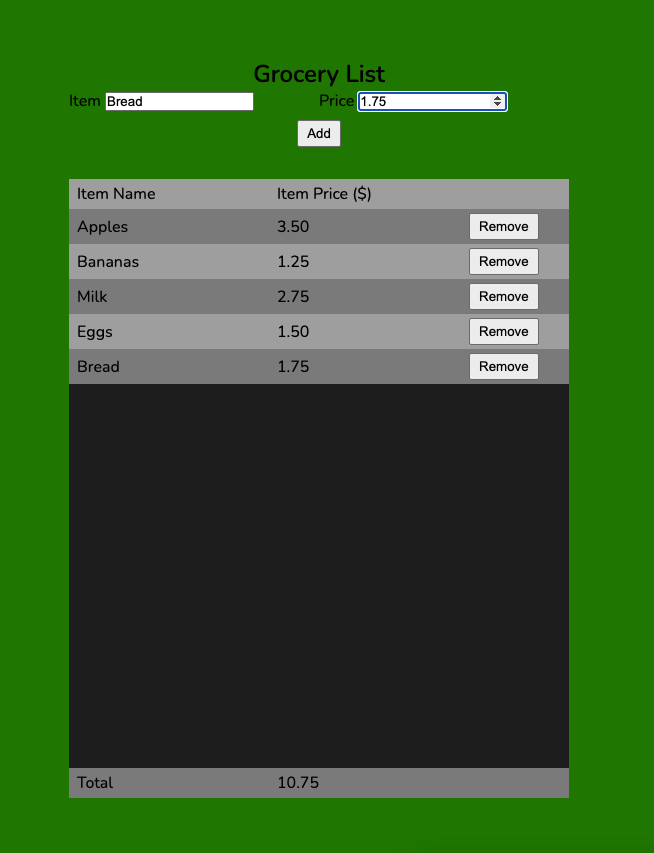 Grocery List
Item Bread Price 1.75
Add
Item Name Item Price ($)
Apples 3.50 Remove
Bananas 1.25 Remove
Milk 2.75 Remove
Eggs 1.50 Remove
Bread 1.75 Remove
Total 10.75